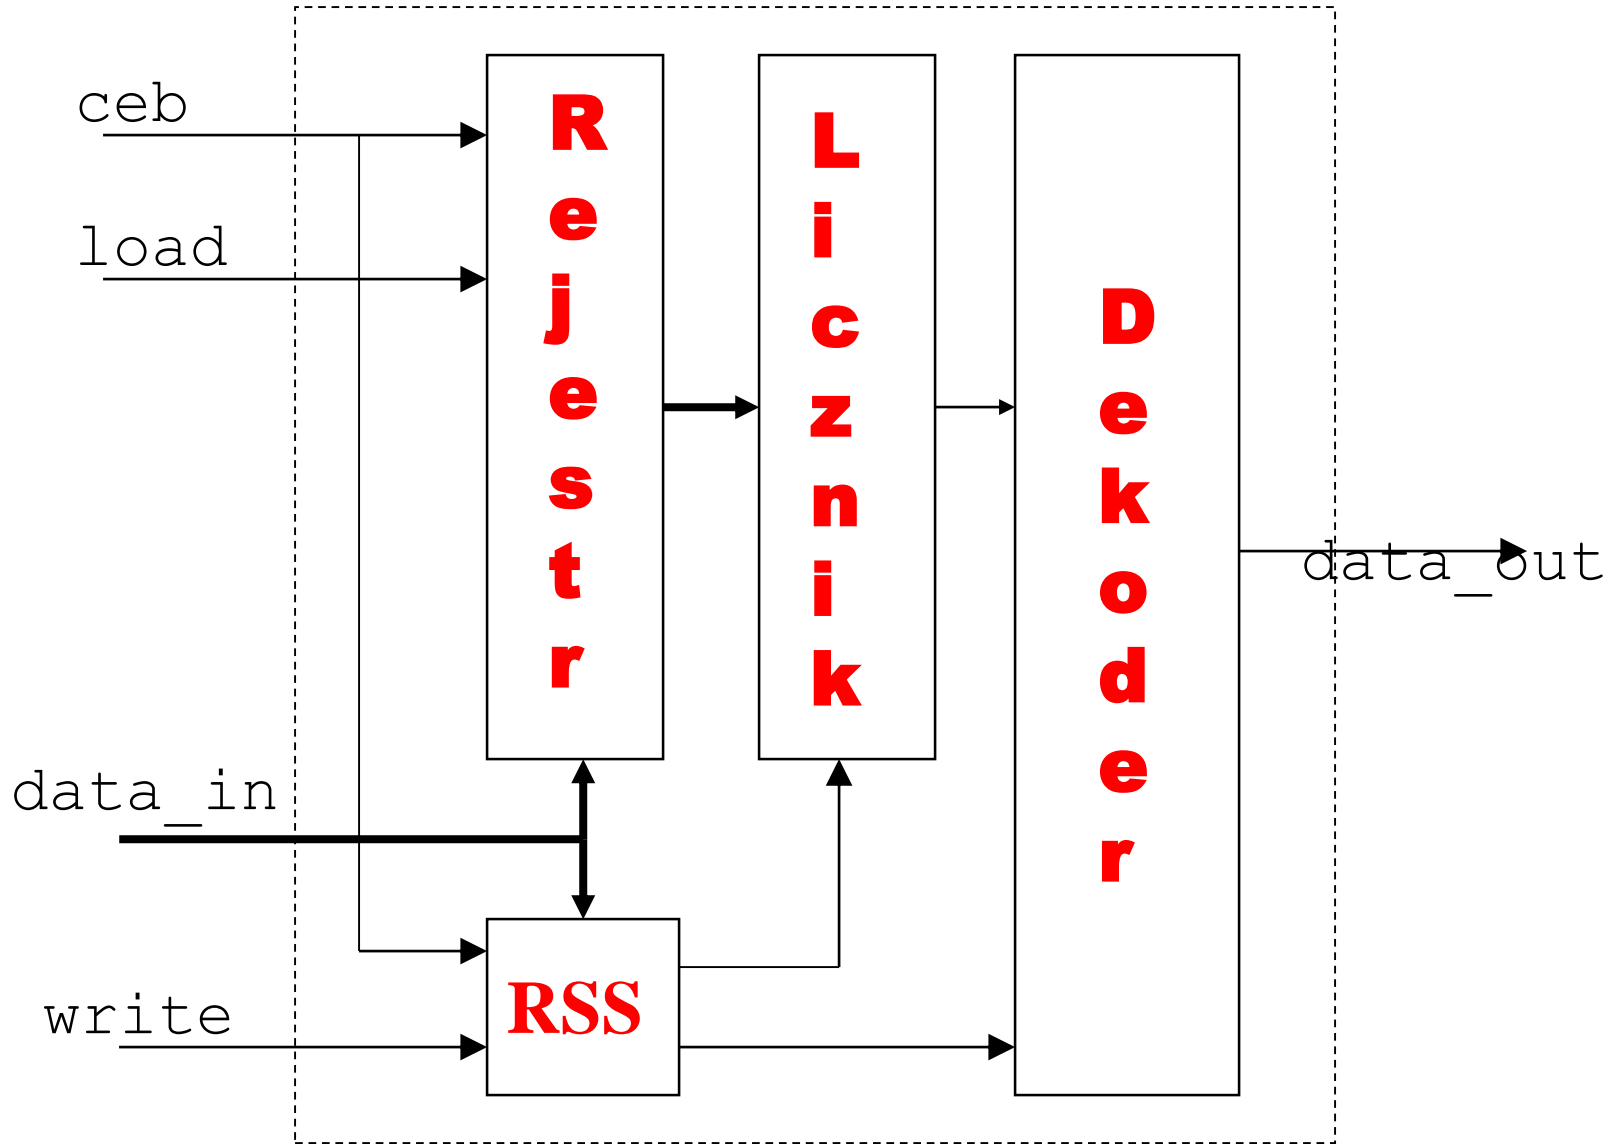 ceb
load
data_in
write
Rejestr
Licznik
Dekoder
RSS
data_out